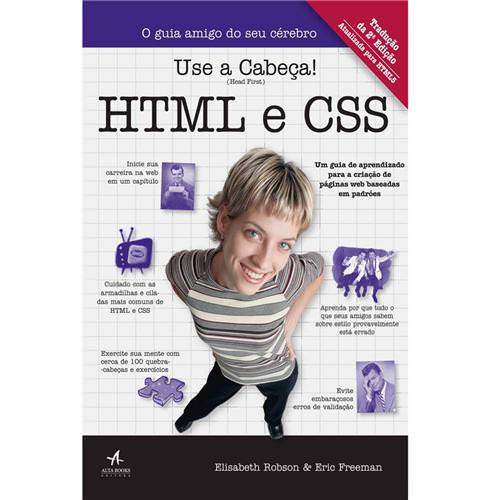 O guia amigo do seu cérebro
Tradução
da 2ª Edição
Atualizada para HTML5
Use a Cabeça!
(Head First)
HTML e CSS
Inicie sua
carreira na web
em um capítulo
Um guia de aprendizado
para a criação de
páginas web baseadas
em padrões
Cuidado com as
armadilhas e cila-
das mais comuns de
HTML e CSS
Aprenda por que tudo o
que seus amigos sabem
sobre estilo provavelmente
está errado
Exercite sua mente com
cerca de 100 quebra-
-cabeças e exercícios
Evite
embaraçosos
erros de validação
ALTA BOOKS
EDITORA
Elisabeth Robson & Eric Freeman